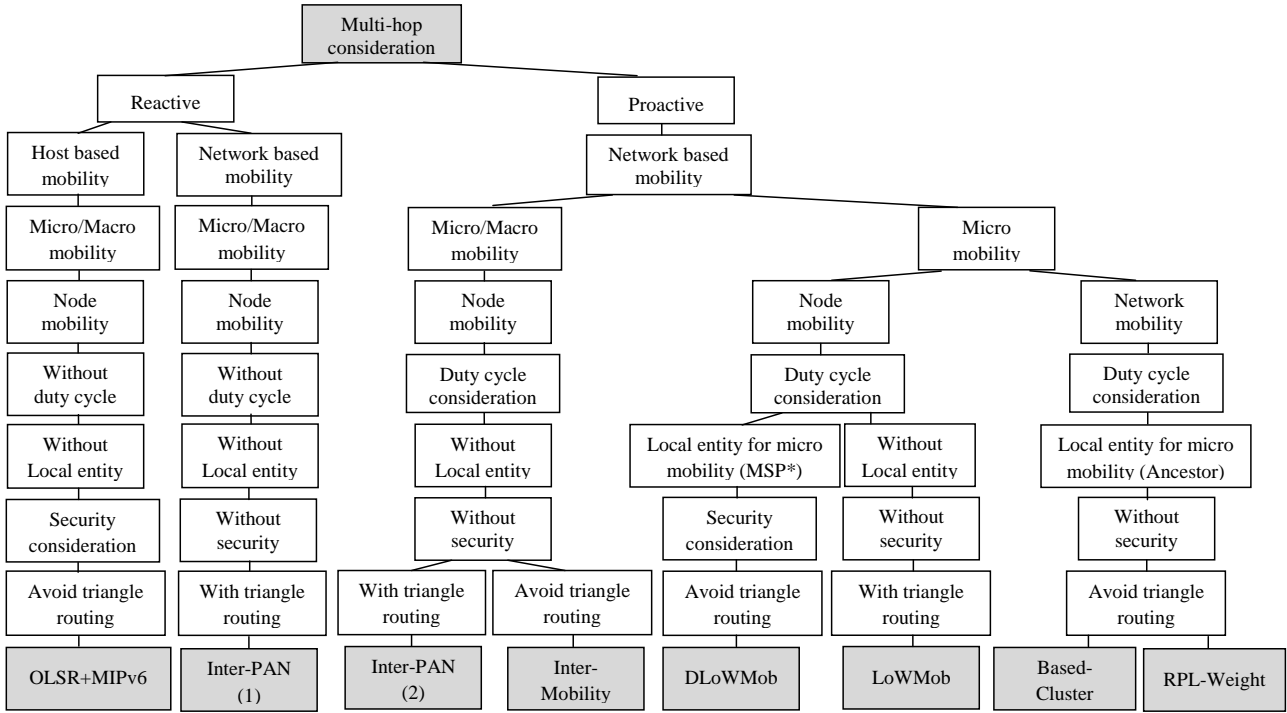 Multi-hop
consideration
Reactive
Proactive
Host based
mobility
Network based
mobility
Network based
mobility
Micro/Macro
mobility
Micro/Macro
mobility
Micro/Macro
mobility
Micro
mobility
Node
mobility
Node
mobility
Node
mobility
Node
mobility
Network
mobility
Without
duty cycle
Without
duty cycle
Duty cycle
consideration
Duty cycle
consideration
Duty cycle
consideration
Without
Local entity
Without
Local entity
Without
Local entity
Local entity for micro
mobility (MSP*)
Without
Local entity
Local entity for micro
mobility (Ancestor)
Security
consideration
Without
security
Without
security
Security
consideration
Without
security
Without
security
Avoid triangle
routing
With triangle
routing
With triangle
routing
Avoid triangle
routing
Avoid triangle
routing
With triangle
routing
Avoid triangle
routing
OLSR+MIPv6
Inter-PAN
(1)
Inter-PAN
(2)
Inter-
Mobility
DLoWMob
LoWMob
Based-
Cluster
RPL-Weight